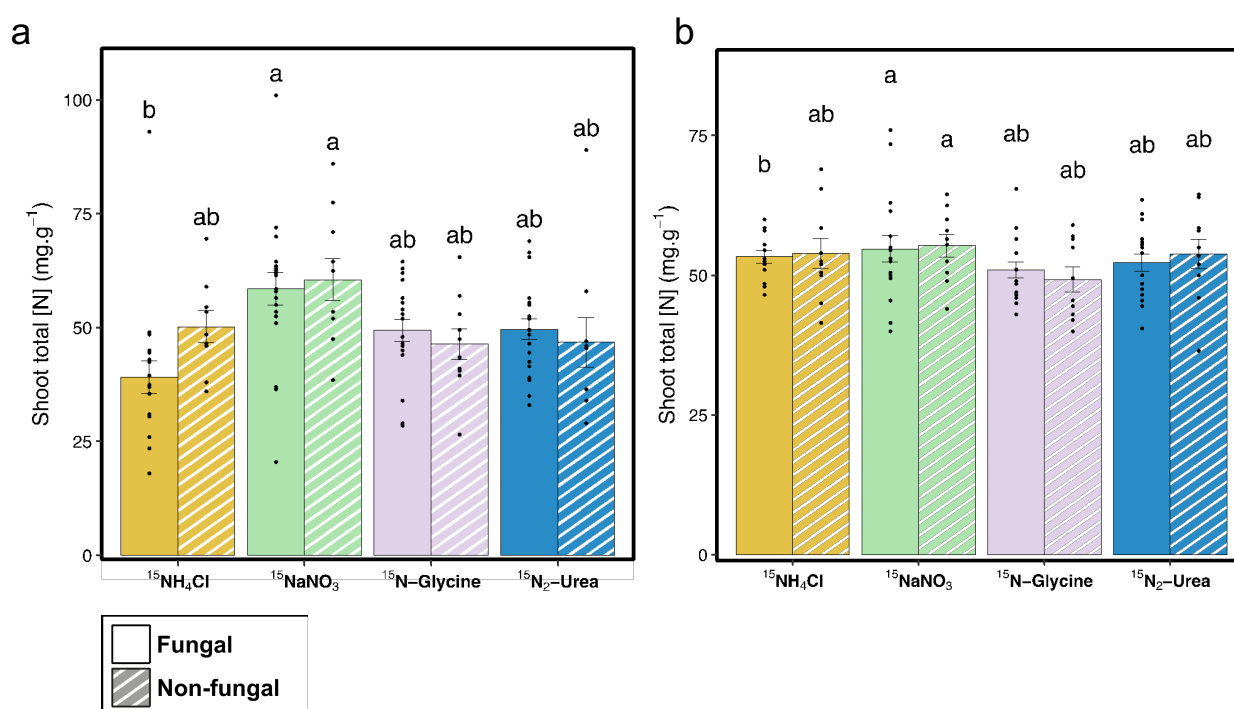 a
b
Shoot total [N] (mg.g⁻¹)
100
75
50
25
0
b
ab
a
a
ab
ab
ab
ab
¹⁵NH₄Cl
¹⁵NaNO₃
¹⁵N–Glycine
¹⁵N₂–Urea
Shoot total [N] (mg.g⁻¹)
75
50
25
0
b
ab
a
a
ab
ab
ab
ab
¹⁵NH₄Cl
¹⁵NaNO₃
¹⁵N–Glycine
¹⁵N₂–Urea
Fungal
Non-fungal